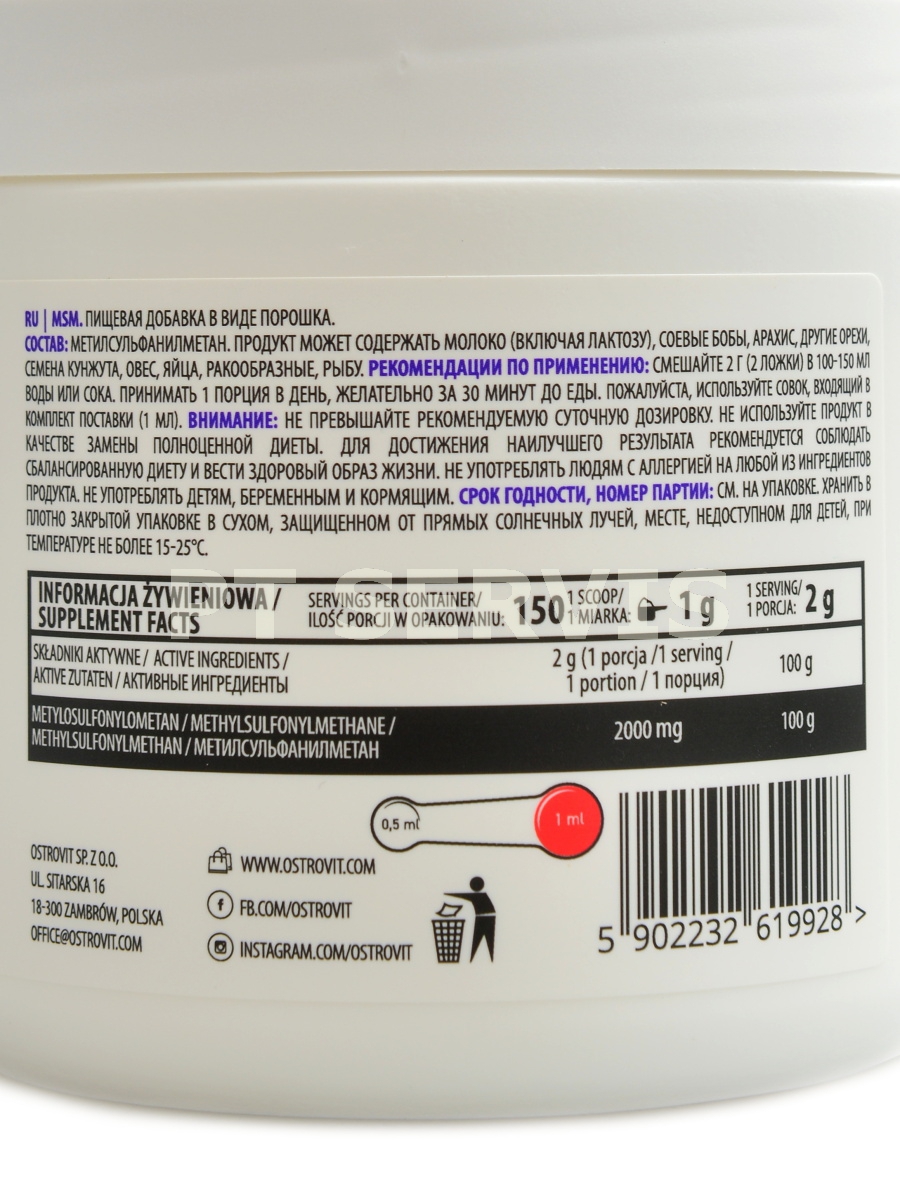 RU | MSM. ПИЩЕВАЯ ДОБАВКА В ВИДЕ ПОРОШКА.
СОСТАВ: МЕТИЛСУЛЬФАНИЛМЕТАН. ПРОДУКТ МОЖЕТ СОДЕРЖАТЬ МОЛОКО (ВКЛЮЧАЯ ЛАКТОЗУ), СОЕВЫЕ БОБЫ, АРАХИС, ДРУГИЕ ОРЕХИ,
СЕМЕНА КУНЖУТА, ОВЕС, ЯЙЦА, РАКООБРАЗНЫЕ, РЫБУ. РЕКОМЕНДАЦИИ ПО ПРИМЕНЕНИЮ: СМЕШАЙТЕ 2 Г (2 ЛОЖКИ) В 100-150 МЛ
ВОДЫ ИЛИ СОКА. ПРИНИМАТЬ 1 ПОРЦИЯ В ДЕНЬ, ЖЕЛАТЕЛЬНО ЗА 30 МИНУТ ДО ЕДЫ. ПОЖАЛУЙСТА, ИСПОЛЬЗУЙТЕ СОВОК, ВХОДЯЩИЙ В
КОМПЛЕКТ ПОСТАВКИ (1 МЛ). ВНИМАНИЕ: НЕ ПРЕВЫШАЙТЕ РЕКОМЕНДУЕМУЮ СУТОЧНУЮ ДОЗИРОВКУ. НЕ ИСПОЛЬЗУЙТЕ ПРОДУКТ В
КАЧЕСТВЕ ЗАМЕНЫ ПОЛНОЦЕННОЙ ДИЕТЫ. ДЛЯ ДОСТИЖЕНИЯ НАИЛУЧШЕГО РЕЗУЛЬТАТА РЕКОМЕНДУЕТСЯ СОБЛЮДАТЬ
СБАЛАНСИРОВАННУЮ ДИЕТУ И ВЕСТИ ЗДОРОВЫЙ ОБРАЗ ЖИЗНИ. НЕ УПОТРЕБЛЯТЬ ЛЮДЯМ С АЛЛЕРГИЕЙ НА ЛЮБОЙ ИЗ ИНГРЕДИЕНТОВ
ПРОДУКТА. НЕ УПОТРЕБЛЯТЬ ДЕТЯМ, БЕРЕМЕННЫМ И КОРМЯЩИМ. СРОК ГОДНОСТИ, НОМЕР ПАРТИИ: СМ. НА УПАКОВКЕ. ХРАНИТЬ В
ПЛОТНО ЗАКРЫТОЙ УПАКОВКЕ В СУХОМ, ЗАЩИЩЕННОМ ОТ ПРЯМЫХ СОЛНЕЧНЫХ ЛУЧЕЙ, МЕСТЕ, НЕДОСТУПНОМ ДЛЯ ДЕТЕЙ, ПРИ
ТЕМПЕРАТУРЕ НЕ БОЛЕЕ 15-25°С.
PT SERVIS
INFORMACJA ŻYWIENIOWA /
SUPPLEMENT FACTS
SERVINGS PER CONTAINER/
ILOŚĆ PORCJI W OPAKOWANIU: 150
1 SCOOP/
1 MIARKA: 1 g
1 SERVING/
1 PORCJA: 2 g
SKŁADNIKI AKTYWNE / ACTIVE INGREDIENTS /
AKTIVE ZUTATEN / АКТИВНЫЕ ИНГРЕДИЕНТЫ
2 g (1 porcja /1 serving /
1 portion / 1 порция)
100 g
METYLOSULFONYLOMETAN / METHYLSULFONYLMETHANE /
METHYLSULFONYLMETHAN / МЕТИЛСУЛЬФАНИЛМЕТАН
2000 mg
100 g
0,5 ml
1 ml
OSTROVIT SP. Z O.O.
UL. SITARSKA 16
18-300 ZAMBRÓW, POLSKA
OFFICE@OSTROVIT.COM
WWW.OSTROVIT.COM
FB.COM/OSTROVIT
INSTAGRAM.COM/OSTROVIT
5 902232 619928 >